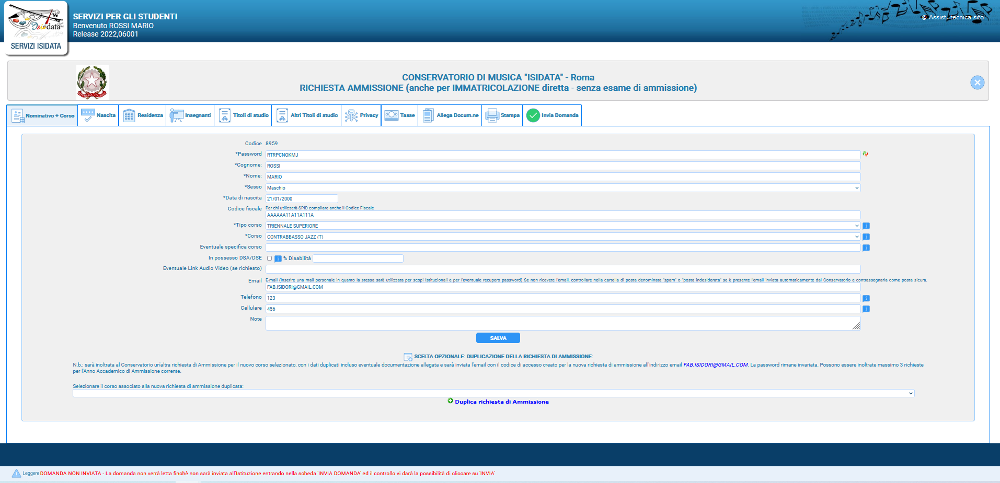 Isidata srl
SERVIZI ISIDATA
SERVIZI PER GLI STUDENTI
Benvenuto ROSSI MARIO
Release 2022,06001
@ Assist. tecnica sito
CONSERVATORIO DI MUSICA "ISIDATA" - Roma
RICHIESTA AMMISSIONE (anche per IMMATRICOLAZIONE diretta - senza esame di ammissione)
Nominativo + Corso Nascita Residenza Insegnanti Titoli di studio Altri Titoli di studio Privacy Tasse Allega Docum.ne Stampa Invia Domanda
Codice 8959
*Password RTRPCNOKMJ
*Cognome: ROSSI
*Nome: MARIO
*Sesso Maschio
*Data di nascita 21/01/2000
Codice fiscale Per chi utilizzerà SPID compilare anche il Codice Fiscale
AAAAAA11A11A111A
*Tipo corso TRIENNALE SUPERIORE
*Corso CONTRABBASSO JAZZ (T)
Eventuale specifica corso
In possesso DSA/DSE % Disabilità
Eventuale Link Audio Video (se richiesto)
Email E-mail (Inserire una mail personale in quanto la stessa sarà utilizzata per scopi Istituzionali e per l'eventuale recupero password) Se non ricevete l'email, controllare nella cartella di posta denominata "spam" o "posta indesiderata" se è presente l'email inviata automaticamente dal Conservatorio e contrassegnarla come posta sicura.
FAB.ISIDORI@GMAIL.COM
Telefono 123
Cellulare 456
Note
SALVA
SCELTA OPZIONALE: DUPLICAZIONE DELLA RICHIESTA DI AMMISSIONE:
N.b.: sarà inoltrata al Conservatorio un'altra richiesta di Ammissione per il nuovo corso selezionato, con i dati duplicati incluso eventuale documentazione allegata e sarà inviata l'email con il codice di accesso creato per la nuova richiesta di ammissione all'indirizzo email FAB.ISIDORI@GMAIL.COM. La password rimane invariata. Possono essere inoltrate massimo 3 richieste
per l'Anno Accademico di Ammissione corrente.
Selezionare il corso associato alla nuova richiesta di ammissione duplicata:
Duplica richiesta di Ammissione
Leggere DOMANDA NON INVIATA - La domanda non verrà letta finchè non sarà inviata all'Istituzione entrando nella scheda 'INVIA DOMANDA' ed il controllo vi darà la possibilità di cliccare su 'INVIA'